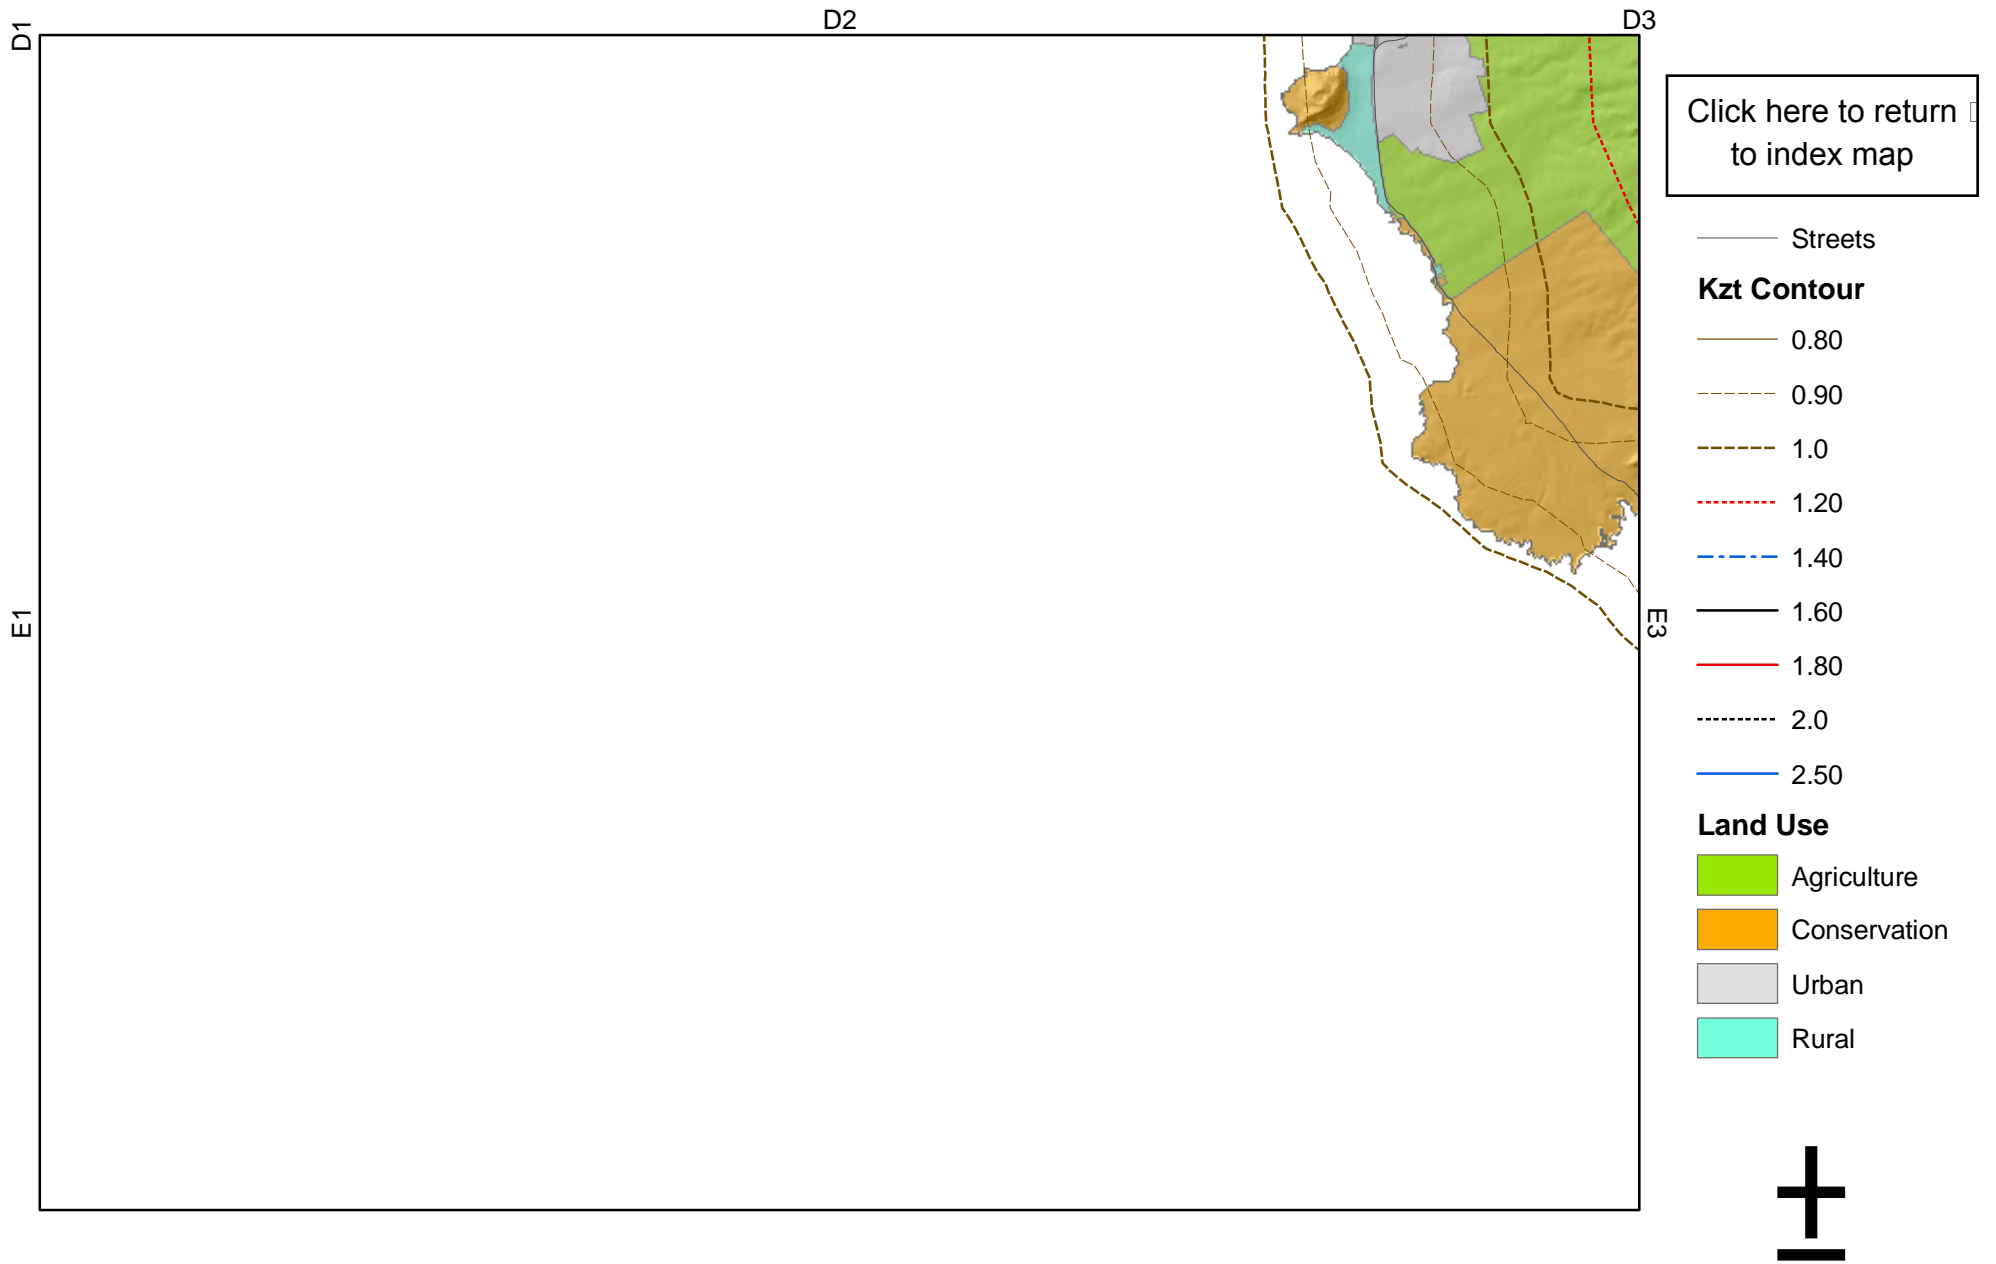 D1
D2
D3
E1
E3
Click here to return
to index map
Streets
Kzt Contour
0.80
0.90
1.0
1.20
1.40
1.60
1.80
2.0
2.50
Land Use
Agriculture
Conservation
Urban
Rural
±